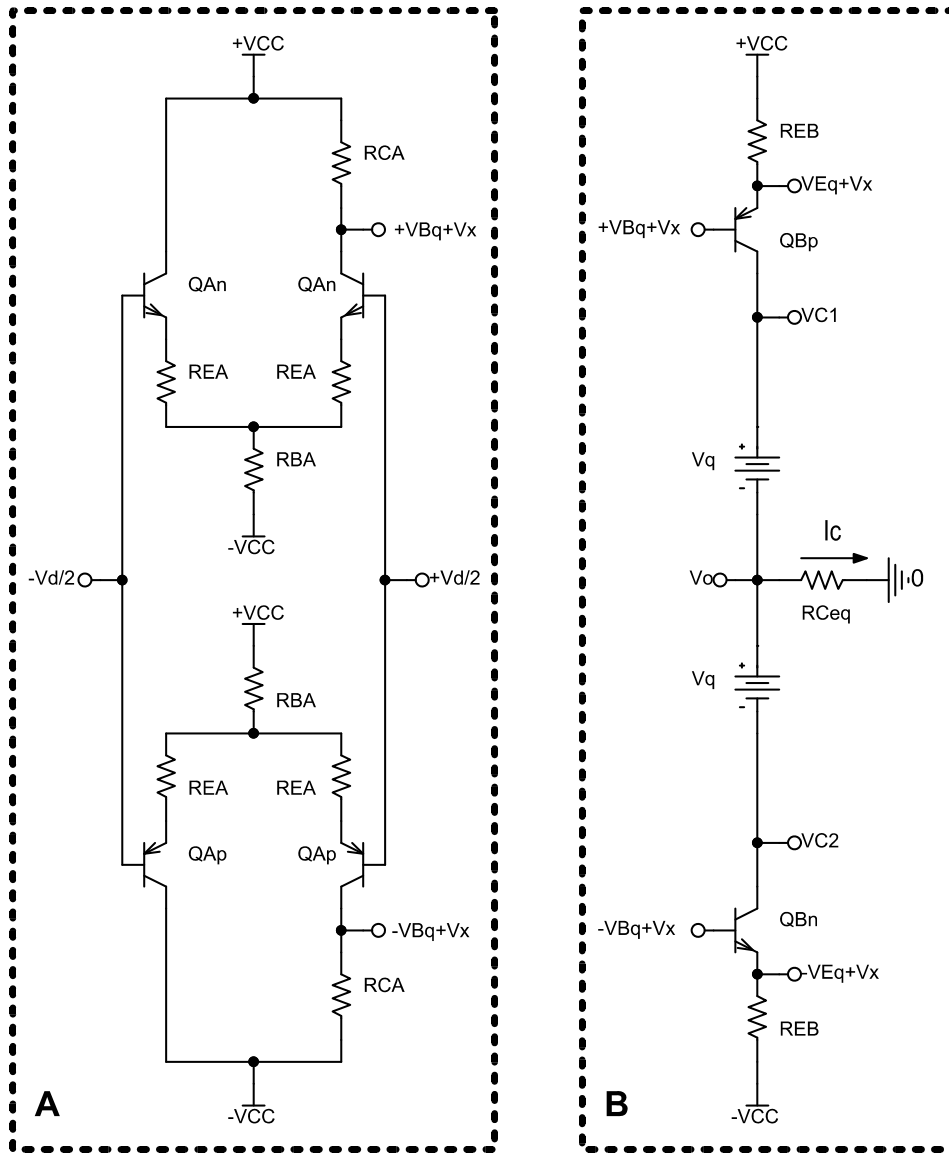 +VCC
RCA
+VBq+Vx
QAn
QAn
REA
REA
RBA
-VCC
-Vd/2
+Vd/2
+VCC
RBA
REA
REA
QAp
QAp
-VBq+Vx
RCA
-VCC
A
+VCC
REB
VEq+Vx
+VBq+Vx
QBp
VC1
+
Vq
-
Ic
Vo
0
RCeq
+
Vq
-
VC2
QBn
-VBq+Vx
-VEq+Vx
REB
-VCC
B